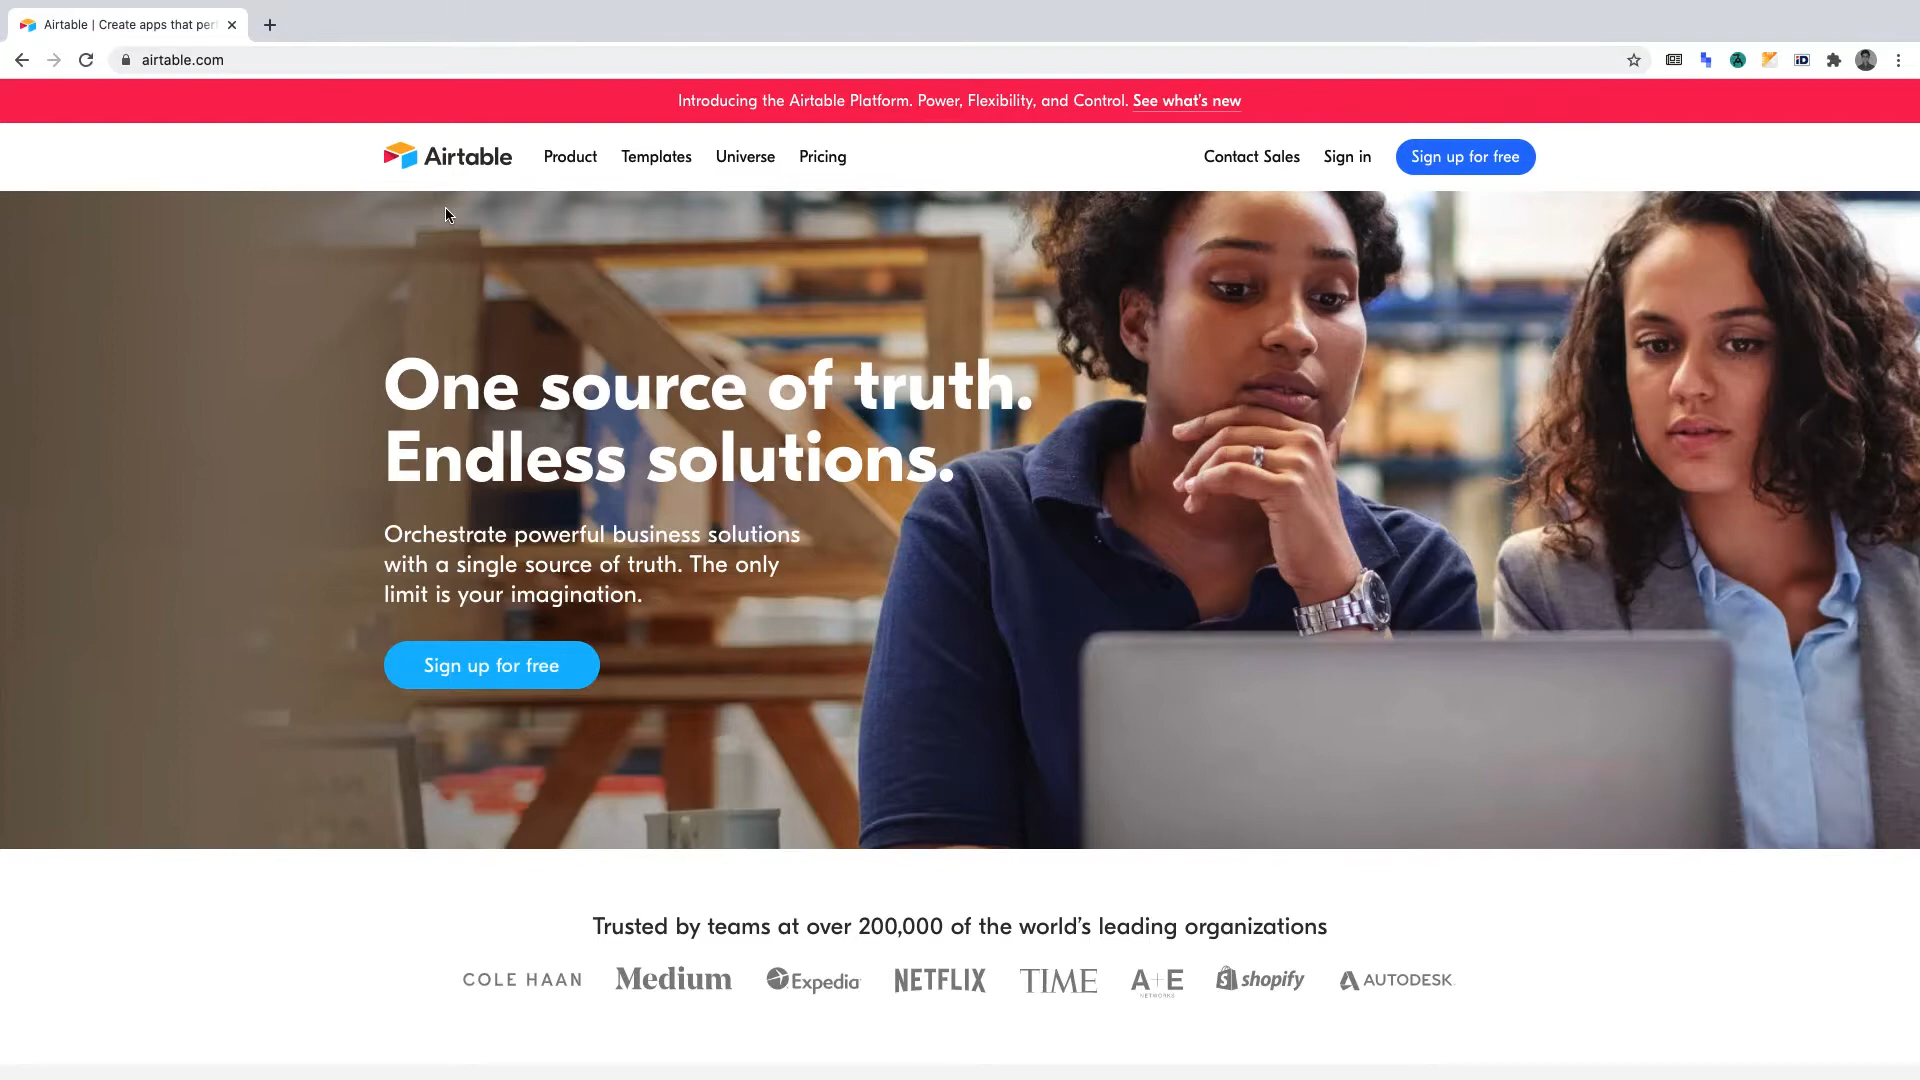 Airtable | Create apps that per
airtable.com
Introducing the Airtable Platform. Power, Flexibility, and Control. See what's new
Airtable
Product
Templates
Universe
Pricing
Contact Sales
Sign in
Sign up for free
One source of truth.
Endless solutions.
Orchestrate powerful business solutions
with a single source of truth. The only
limit is your imagination.
Sign up for free
Trusted by teams at over 200,000 of the world’s leading organizations
COLE HAAN
Medium
Expedia
NETFLIX
TIME
A+E
NETWORKS
shopify
AUTODESK
iD